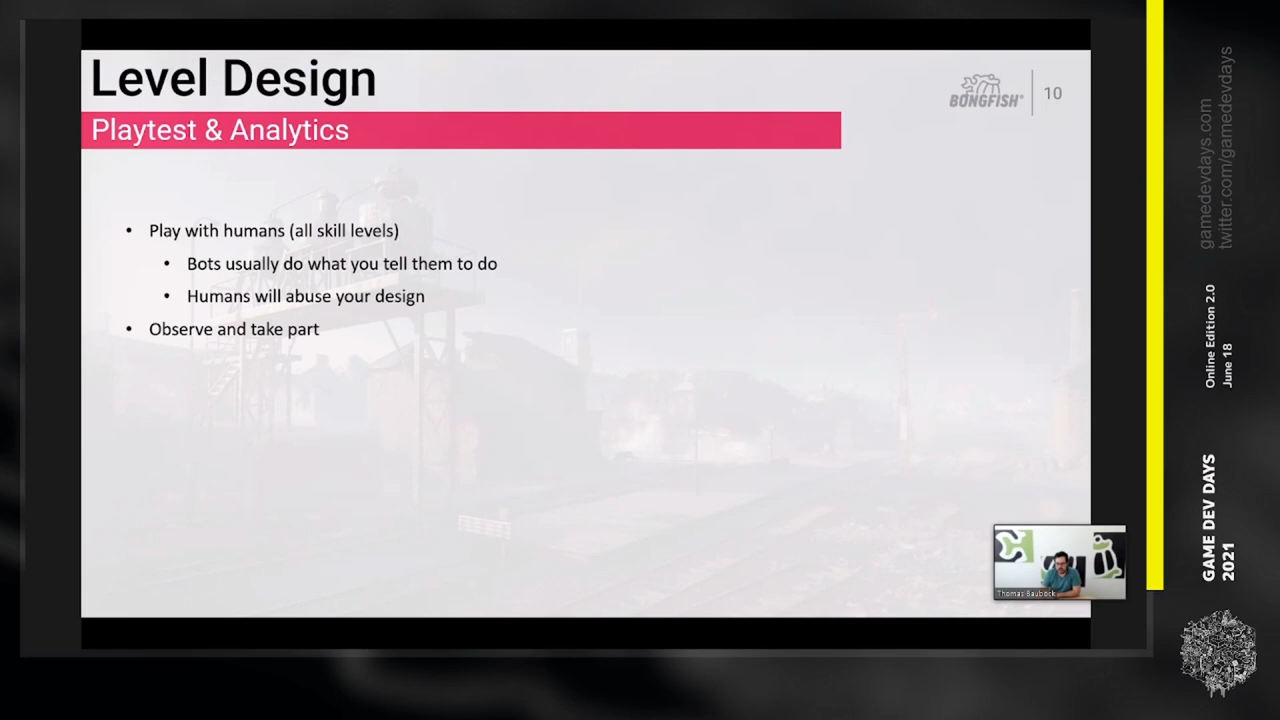 Level Design
BONGFISH®
10
Playtest & Analytics
• Play with humans (all skill levels)
• Bots usually do what you tell them to do
• Humans will abuse your design
• Observe and take part
Thomas Bauböck
gamedevdays.com
twitter.com/gamedevdays
Online Edition 2.0
June 18
GAME DEV DAYS
2021